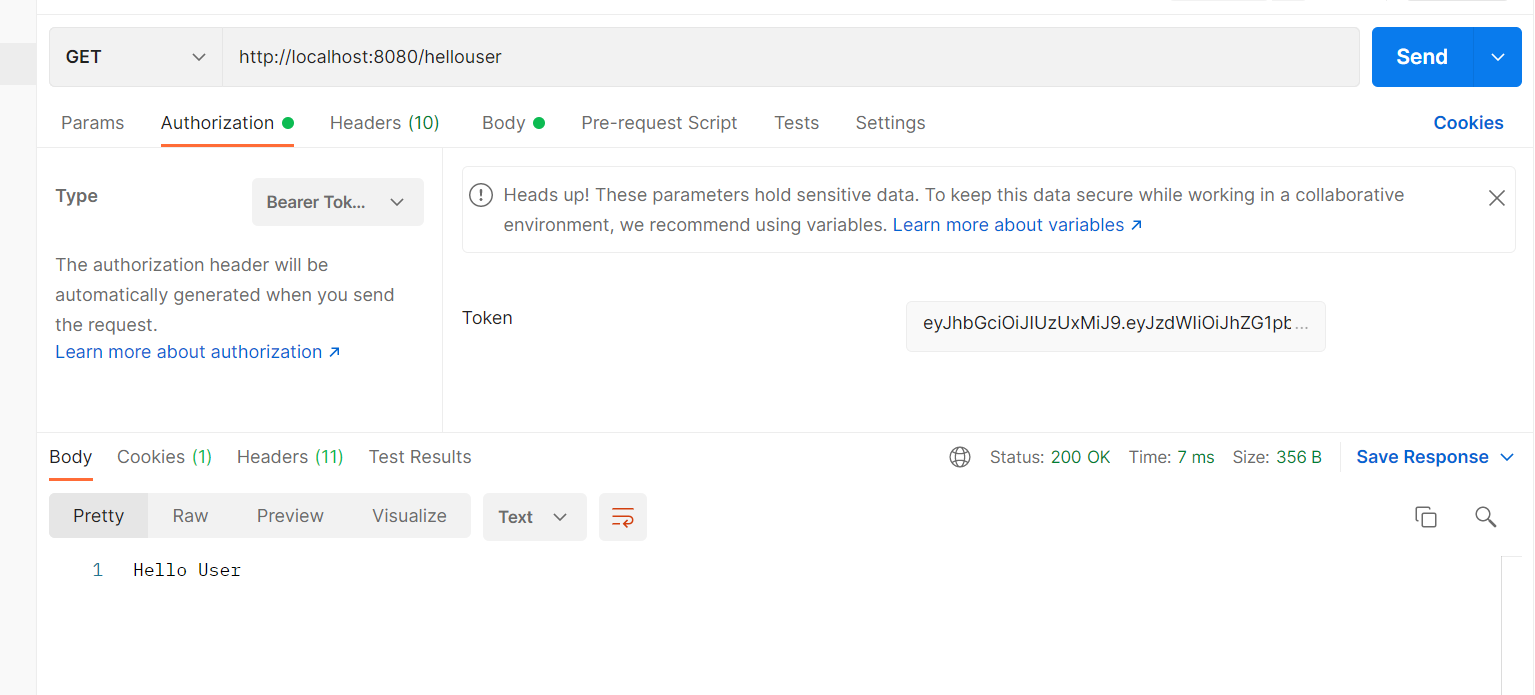 GET
http://localhost:8080/hellouser
Send
Params
Authorization
Headers (10)
Body
Pre-request Script
Tests
Settings
Cookies
Type
Bearer Tok...
The authorization header will be
automatically generated when you send
the request.
Learn more about authorization ↗
Heads up! These parameters hold sensitive data. To keep this data secure while working in a collaborative
environment, we recommend using variables. Learn more about variables ↗
Token
eyJhbGciOiJIUzUxMiJ9.eyJzdWIiOiJhZG1pb...
Body
Cookies (1)
Headers (11)
Test Results
Status: 200 OK
Time: 7 ms
Size: 356 B
Save Response
Pretty
Raw
Preview
Visualize
Text
1 Hello User